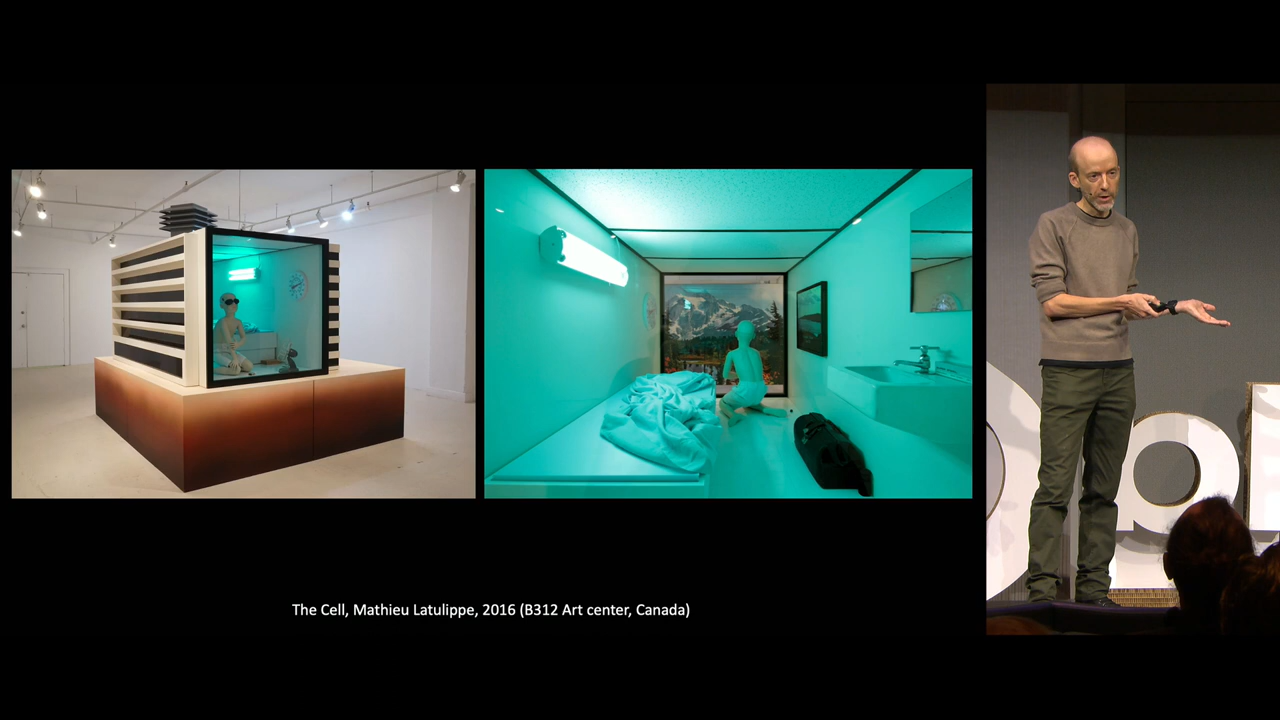 The Cell, Mathieu Latulippe, 2016 (B312 Art center, Canada)